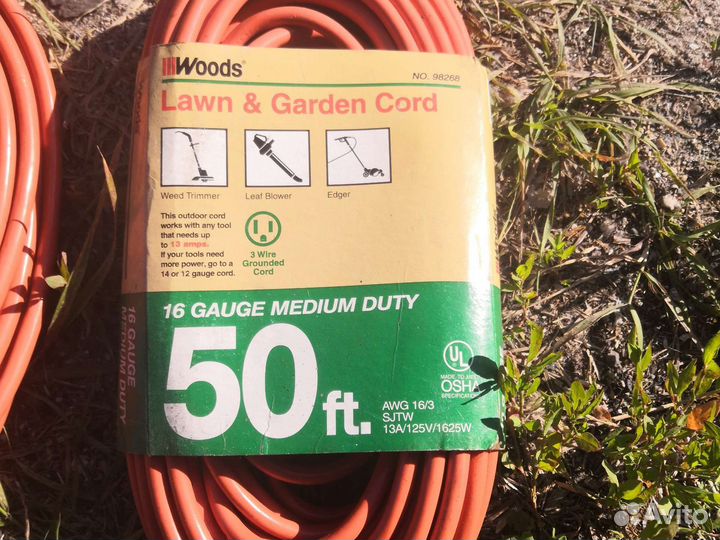 Woods®
NO. 98268
Lawn & Garden Cord
Weed Trimmer
Leaf Blower
Edger
This outdoor cord
works with any tool
that needs up
to 13 amps.
If your tools need
more power, go to a
14 or 12 gauge cord.
3 Wire
Grounded
Cord
16 GAUGE
MEDIUM DUTY
16 GAUGE MEDIUM DUTY
50 ft.
UL
MADE TO MEET
OSHA
SPECIFICATIONS
AWG 16/3
SJTW
13A/125V/1625W
Avito